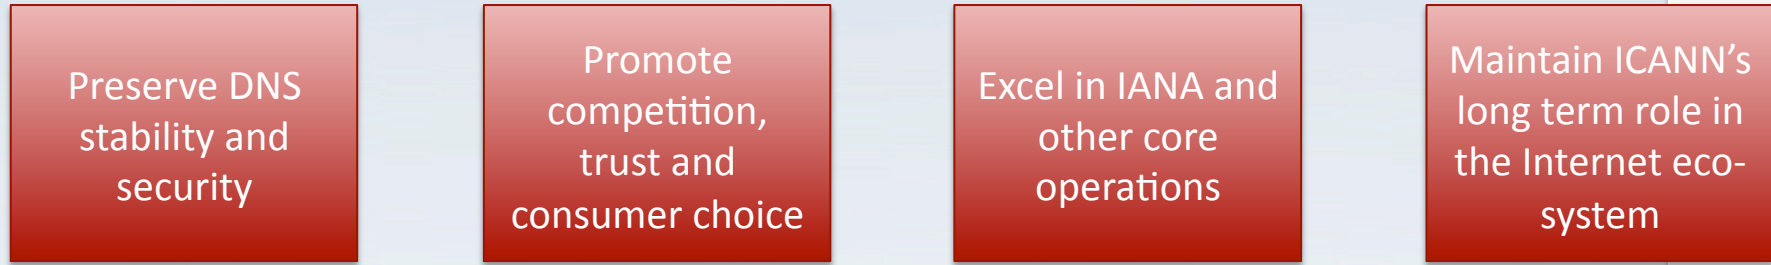 Preserve DNS
stability and
security
Promote
competition,
trust and
consumer choice
Excel in IANA and
other core
operations
Maintain ICANN’s
long term role in
the Internet eco-
system